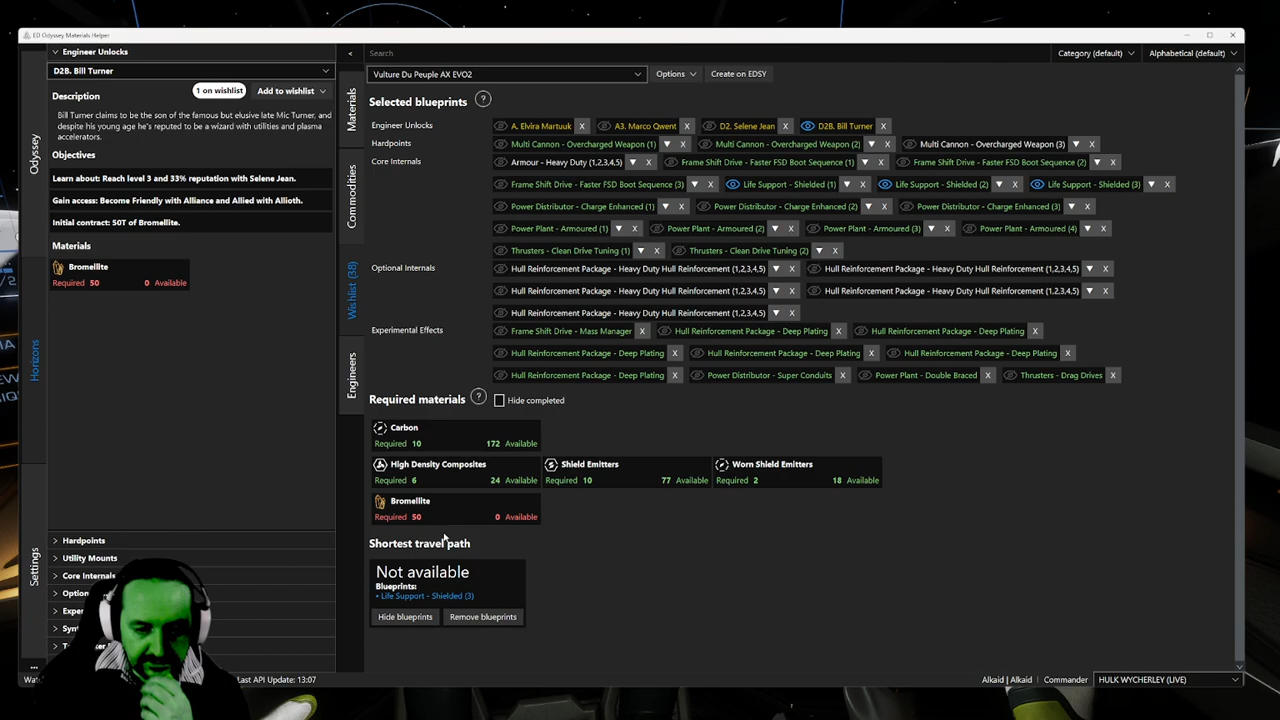 ED Odyssey Materials Helper
Odyssey
Horizons
Settings
...
Engineer Unlocks
D2B. Bill Turner
Description
1 on wishlist
Add to wishlist
Bill Turner claims to be the son of the famous but elusive late Mic Turner, and
despite his young age he's reputed to be a wizard with utilities and plasma
accelerators.
Objectives
Learn about: Reach level 3 and 33% reputation with Selene Jean.
Gain access: Become Friendly with Alliance and Allied with Allioth.
Initial contract: 50T of Bromellite.
Materials
Bromellite
Required 50 0 Available
Hardpoints
Utility Mounts
Core Internals
Materials
Commodities
Wishlist (38)
Engineers
<
Search
Category (default)
Alphabetical (default)
Vulture Du Peuple AX EVO2
Options
Create on EDSY
Selected blueprints ?
Engineer Unlocks A. Elvira Martuuk X A3. Marco Qwent X D2. Selene Jean X D2B. Bill Turner X
Hardpoints Multi Cannon - Overcharged Weapon (1) ▼ X Multi Cannon - Overcharged Weapon (2) ▼ X Multi Cannon - Overcharged Weapon (3) ▼ X
Core Internals Armour - Heavy Duty (1,2,3,4,5) ▼ X Frame Shift Drive - Faster FSD Boot Sequence (1) ▼ X Frame Shift Drive - Faster FSD Boot Sequence (2) ▼ X
Frame Shift Drive - Faster FSD Boot Sequence (3) ▼ X Life Support - Shielded (1) ▼ X Life Support - Shielded (2) ▼ X Life Support - Shielded (3) ▼ X
Power Distributor - Charge Enhanced (1) ▼ X Power Distributor - Charge Enhanced (2) ▼ X Power Distributor - Charge Enhanced (3) ▼ X
Power Plant - Armoured (1) ▼ X Power Plant - Armoured (2) ▼ X Power Plant - Armoured (3) ▼ X Power Plant - Armoured (4) ▼ X
Thrusters - Clean Drive Tuning (1) ▼ X Thrusters - Clean Drive Tuning (2) ▼ X
Optional Internals Hull Reinforcement Package - Heavy Duty Hull Reinforcement (1,2,3,4,5) ▼ X Hull Reinforcement Package - Heavy Duty Hull Reinforcement (1,2,3,4,5) ▼ X
Hull Reinforcement Package - Heavy Duty Hull Reinforcement (1,2,3,4,5) ▼ X Hull Reinforcement Package - Heavy Duty Hull Reinforcement (1,2,3,4,5) ▼ X
Hull Reinforcement Package - Heavy Duty Hull Reinforcement (1,2,3,4,5) ▼ X
Experimental Effects Frame Shift Drive - Mass Manager X Hull Reinforcement Package - Deep Plating X Hull Reinforcement Package - Deep Plating X
Hull Reinforcement Package - Deep Plating X Hull Reinforcement Package - Deep Plating X Hull Reinforcement Package - Deep Plating X
Hull Reinforcement Package - Deep Plating X Power Distributor - Super Conduits X Power Plant - Double Braced X Thrusters - Drag Drives X
Required materials ? Hide completed
Carbon
Required 10 172 Available
High Density Composites Shield Emitters Worn Shield Emitters
Required 6 24 Available Required 10 77 Available Required 2 18 Available
Bromellite
Required 50 0 Available
Shortest travel path
Not available
Blueprints:
• Life Support - Shielded (3)
Hide blueprints Remove blueprints
API Update: 13:07
Alkaid | Alkaid
Commander
HULK WYCHERLEY (LIVE)